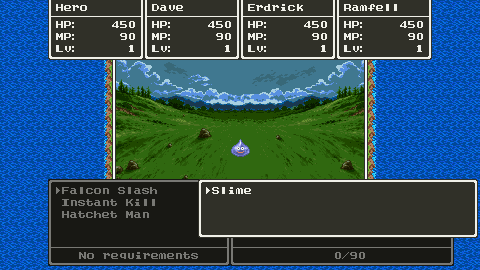 Hero Dave Erdrick Ramfell
HP: 450 HP: 450 HP: 450 HP: 450
MP: 90 MP: 90 MP: 90 MP: 90
Lv: 1 Lv: 1 Lv: 1 Lv: 1
Falcon Slash
Instant Kill
Hatchet Man
Slime
No requirements 0/90